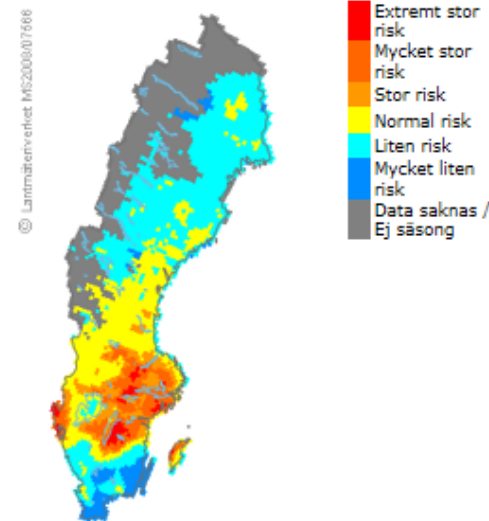 © Lantmäteriverket MS2008/07666
Extremt stor
risk
Mycket stor
risk
Stor risk
Normal risk
Liten risk
Mycket liten
risk
Data saknas /
Ej säsong